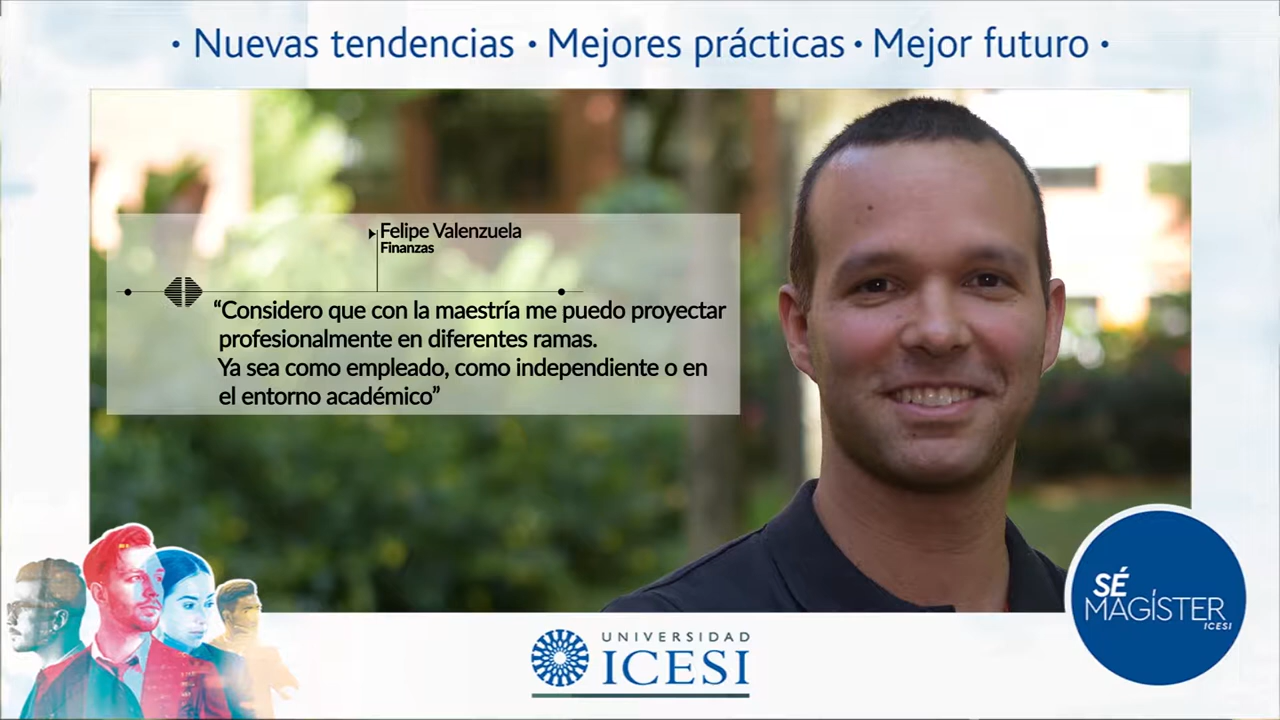 · Nuevas tendencias · Mejores prácticas · Mejor futuro ·
Felipe Valenzuela
Finanzas
“Considero que con la maestría me puedo proyectar
profesionalmente en diferentes ramas.
Ya sea como empleado, como independiente o en
el entorno académico”
SÉ
MAGÍSTER
ICESI
UNIVERSIDAD
ICESI